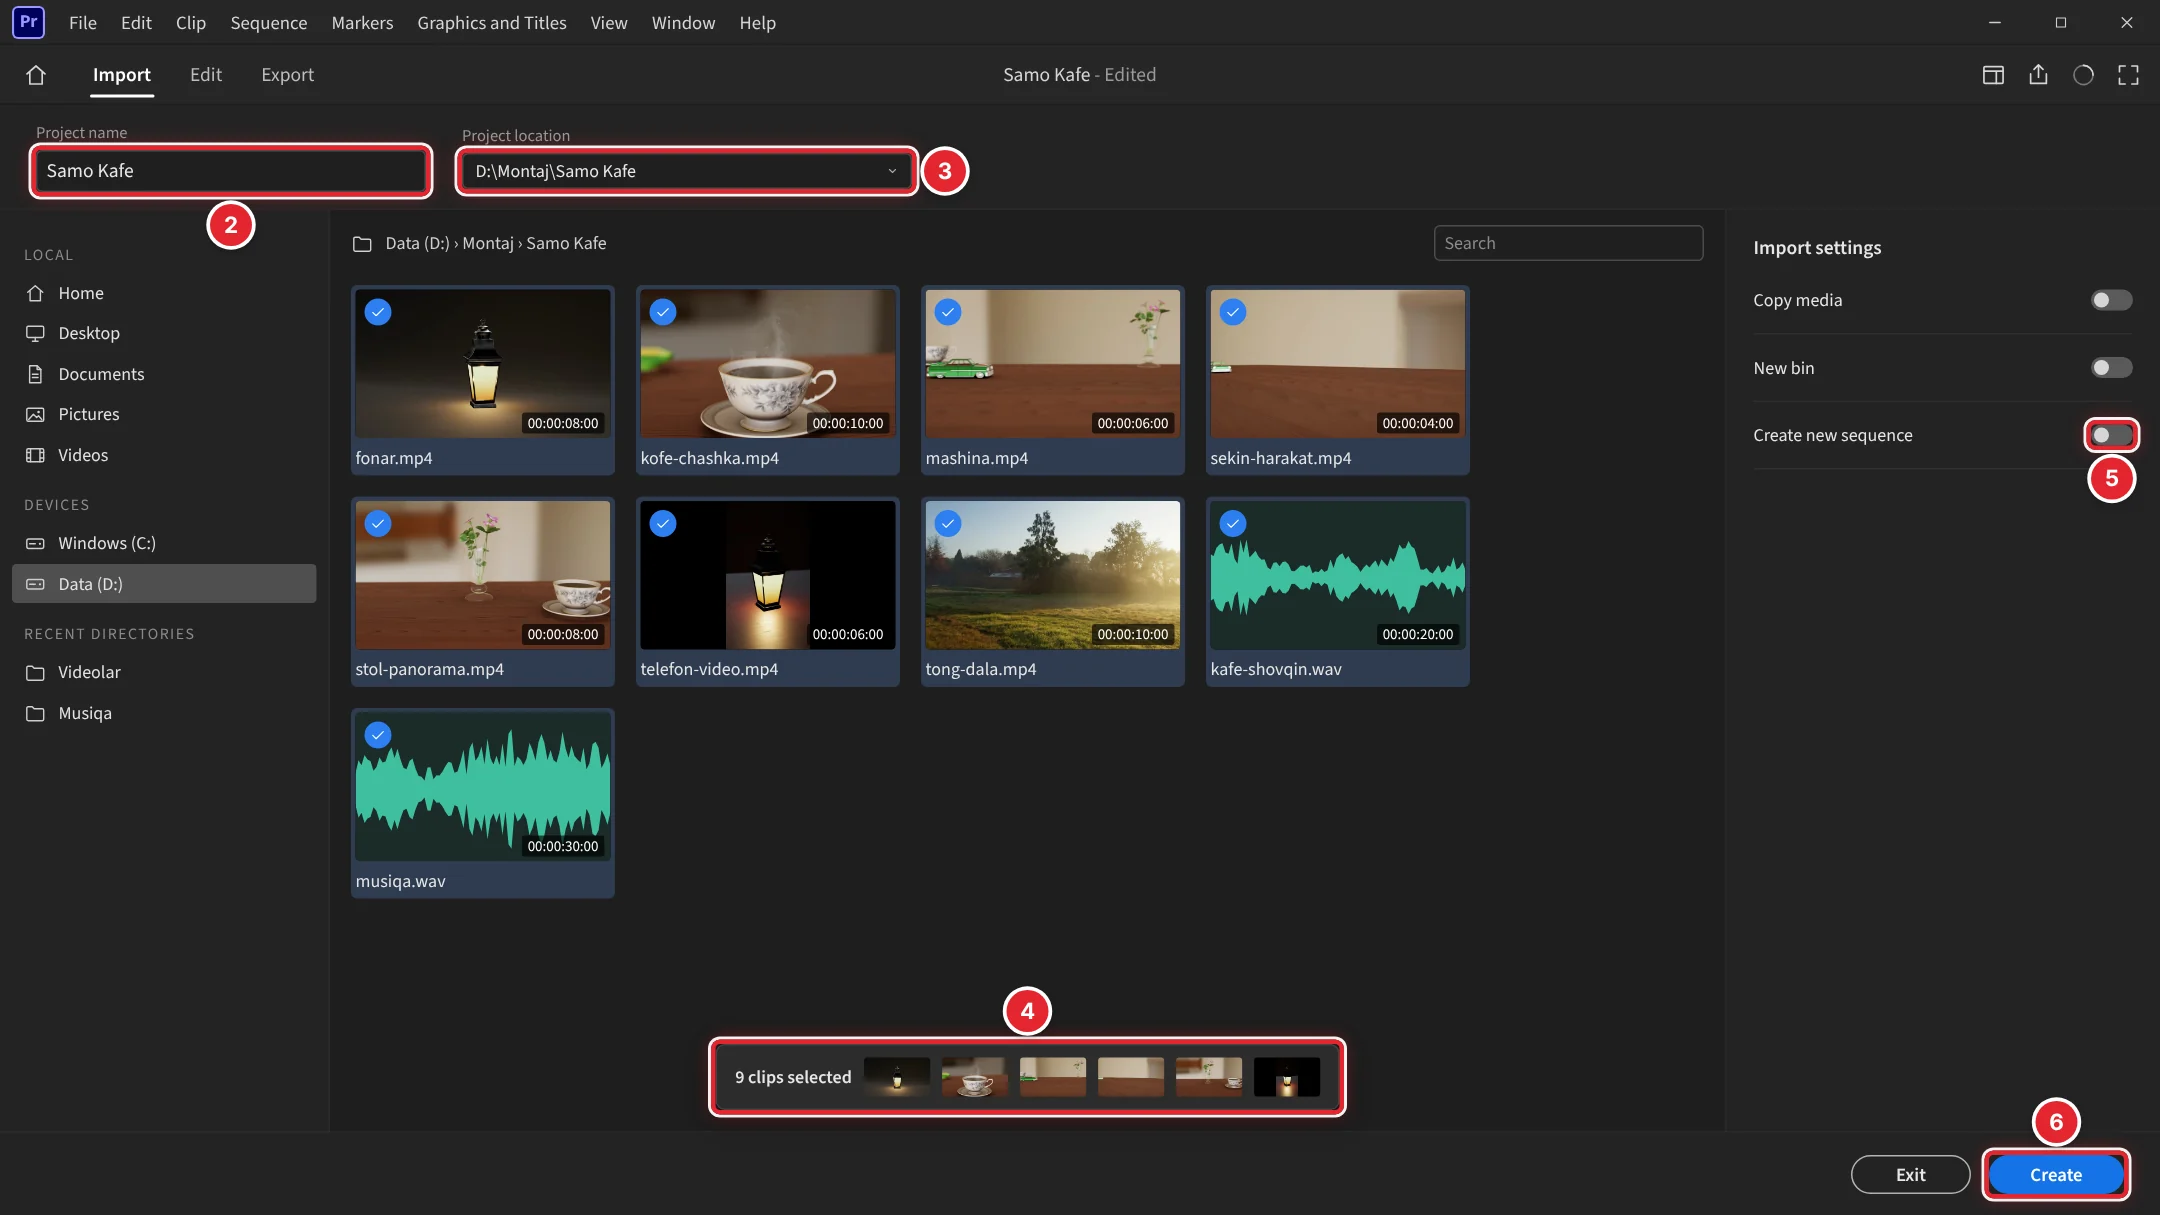 Pr File Edit Clip Sequence Markers Graphics and Titles View Window Help
Import Edit Export
Samo Kafe - Edited
Project name
Samo Kafe
2
Project location
D:\Montaj\Samo Kafe
3
LOCAL
Home
Desktop
Documents
Pictures
Videos
DEVICES
Windows (C:)
Data (D:)
RECENT DIRECTORIES
Videolar
Musiqa
Data (D:) › Montaj › Samo Kafe
Search
00:00:08:00
fonar.mp4
00:00:10:00
kofe-chashka.mp4
00:00:06:00
mashina.mp4
00:00:04:00
sekin-harakat.mp4
00:00:08:00
stol-panorama.mp4
00:00:06:00
telefon-video.mp4
00:00:10:00
tong-dala.mp4
00:00:20:00
kafe-shovqin.wav
00:00:30:00
musiqa.wav
4
9 clips selected
Import settings
Copy media
New bin
Create new sequence
5
6
Exit
Create